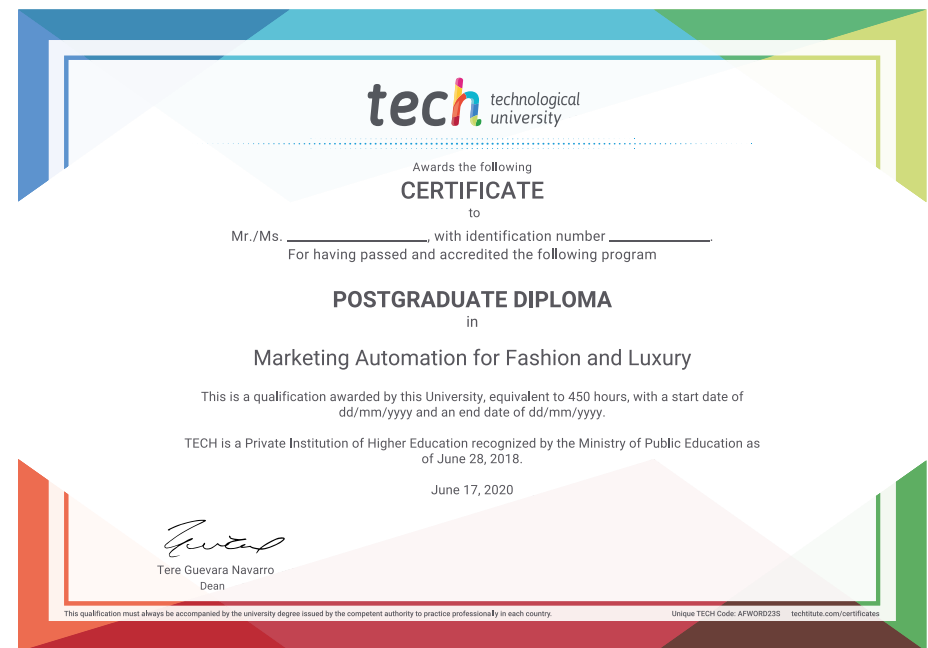 tech technological
university
Awards the following
CERTIFICATE
to
Mr./Ms. ____________________, with identification number ______________.
For having passed and accredited the following program
POSTGRADUATE DIPLOMA
in
Marketing Automation for Fashion and Luxury
This is a qualification awarded by this University, equivalent to 450 hours, with a start date of
dd/mm/yyyy and an end date of dd/mm/yyyy.
TECH is a Private Institution of Higher Education recognized by the Ministry of Public Education as
of June 28, 2018.
June 17, 2020
Tere Guevara Navarro
Dean
This qualification must always be accompanied by the university degree issued by the competent authority to practice professionally in each country. Unique TECH Code: AFWORD23S techtitute.com/certificates